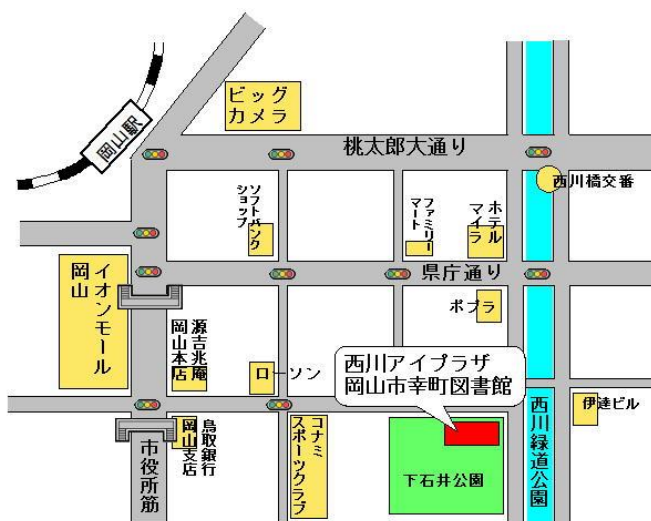 ビッグ
カメラ
岡山駅
桃太郎大通り
西川橋交番
ソフトバンク
ショップ
ファミリー
マート
ホテル
マイラ
県庁通り
イオンモール
岡山
ポプラ
源吉兆庵
岡山本店
ローソン
西川アイプラザ
岡山市幸町図書館
伊達ビル
鳥取銀行
岡山支店
コナミ
スポーツクラブ
西川緑道公園
市役所筋
下石井公園